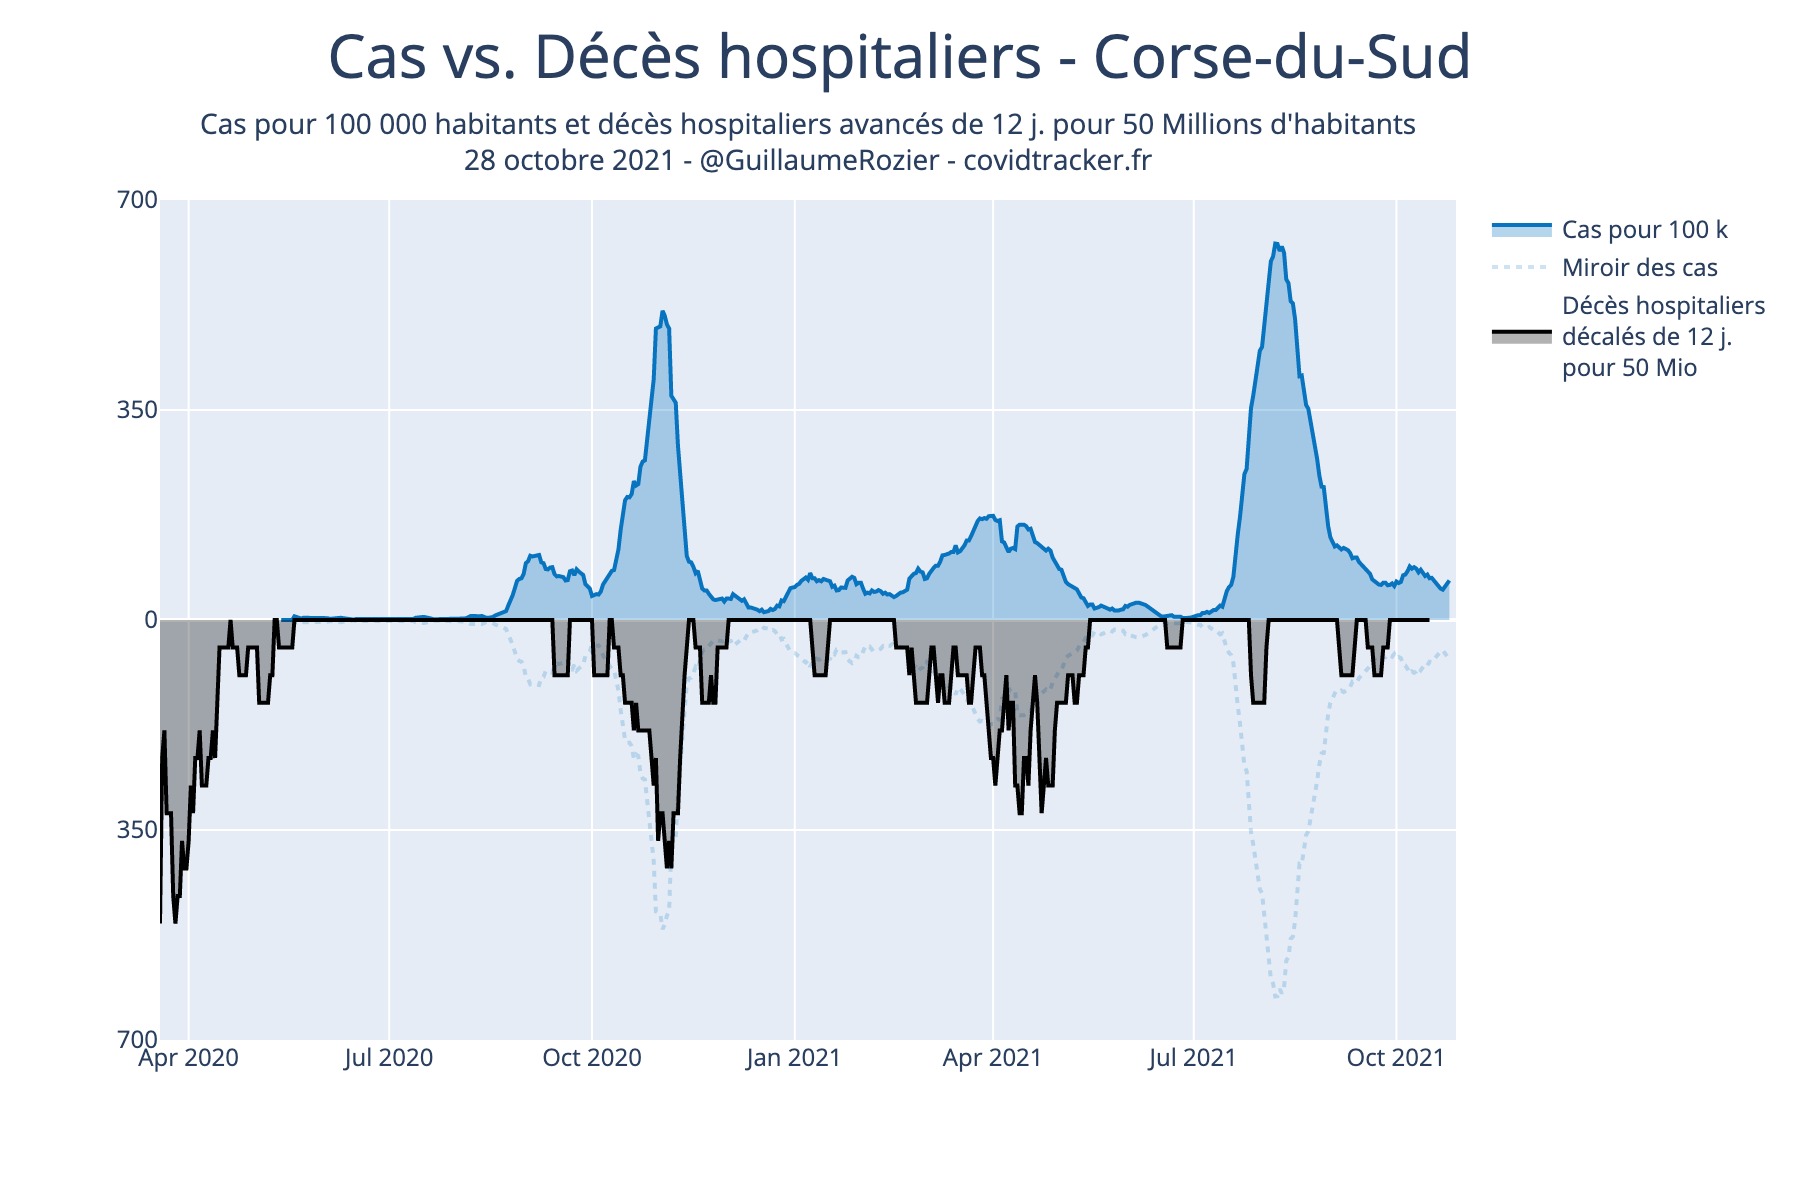 Cas vs. Décès hospitaliers - Corse-du-Sud
Cas pour 100 000 habitants et décès hospitaliers avancés de 12 j. pour 50 Millions d'habitants
28 octobre 2021 - @GuillaumeRozier - covidtracker.fr
700
350
0
350
700
Apr 2020
Jul 2020
Oct 2020
Jan 2021
Apr 2021
Jul 2021
Oct 2021
Cas pour 100 k
Miroir des cas
Décès hospitaliers
décalés de 12 j.
pour 50 Mio